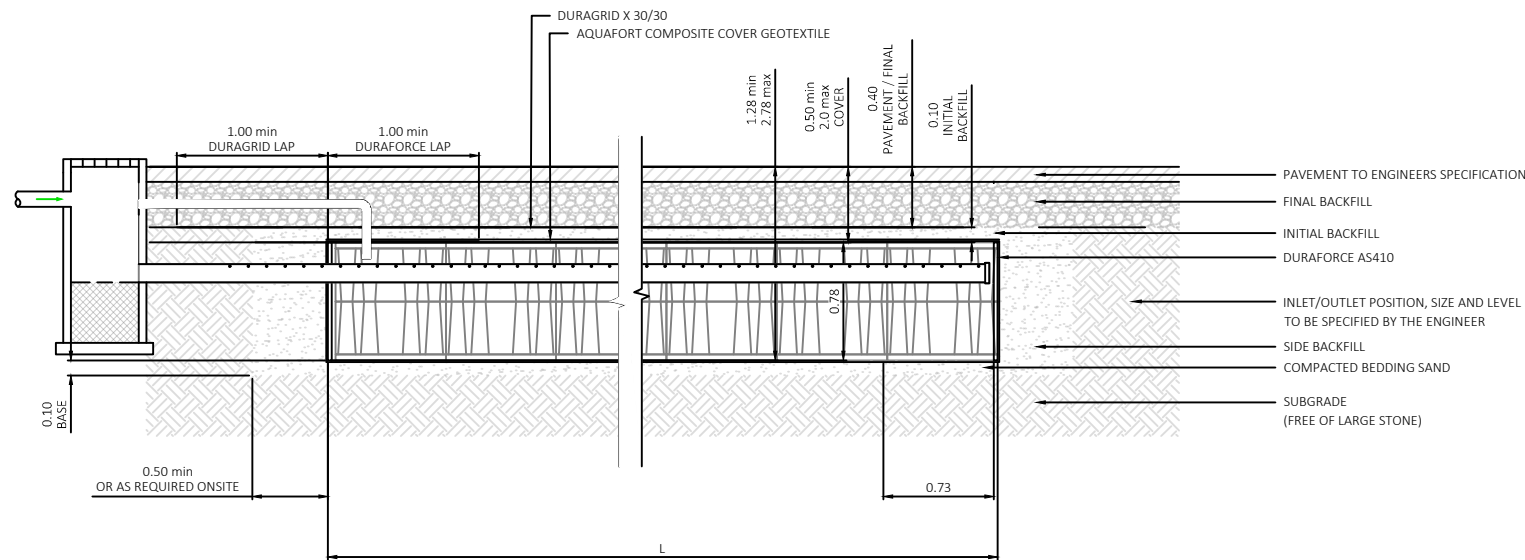 DURAGRID X 30/30
AQUAFORT COMPOSITE COVER GEOTEXTILE
1.00 min
DURAGRID LAP
1.00 min
DURAFORCE LAP
1.28 min
2.78 max
0.50 min
2.0 max
COVER
0.40
PAVEMENT / FINAL
BACKFILL
0.10
INITIAL
BACKFILL
PAVEMENT TO ENGINEERS SPECIFICATION
FINAL BACKFILL
INITIAL BACKFILL
DURAFORCE AS410
INLET/OUTLET POSITION, SIZE AND LEVEL
TO BE SPECIFIED BY THE ENGINEER
SIDE BACKFILL
COMPACTED BEDDING SAND
SUBGRADE
(FREE OF LARGE STONE)
0.78
0.10
BASE
0.50 min
OR AS REQUIRED ONSITE
0.73
L